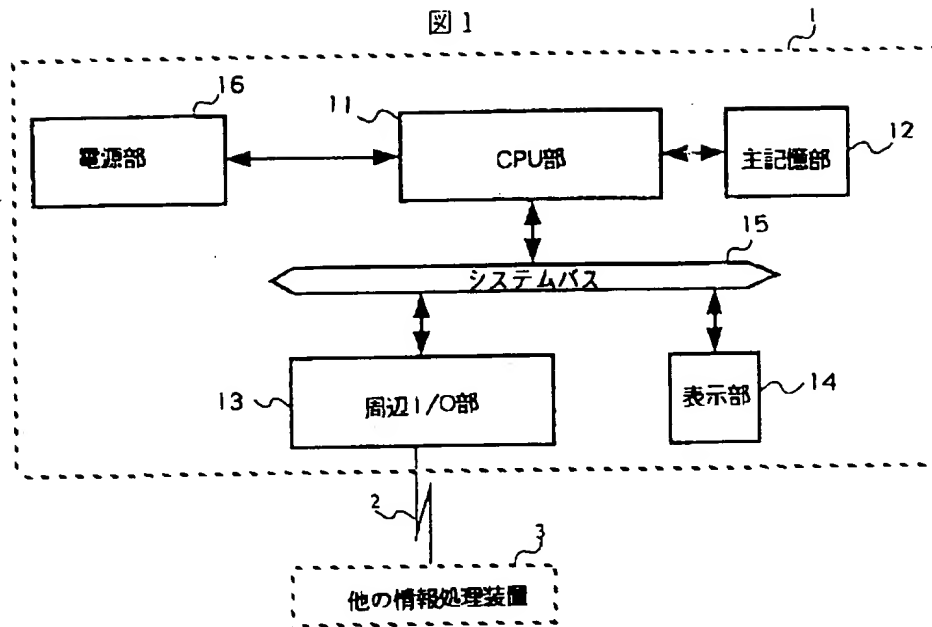 図1
1
16
電源部
11
CPU部
12
主記憶部
15
システムバス
13
周辺I/O部
14
表示部
2
3
他の情報処理装置